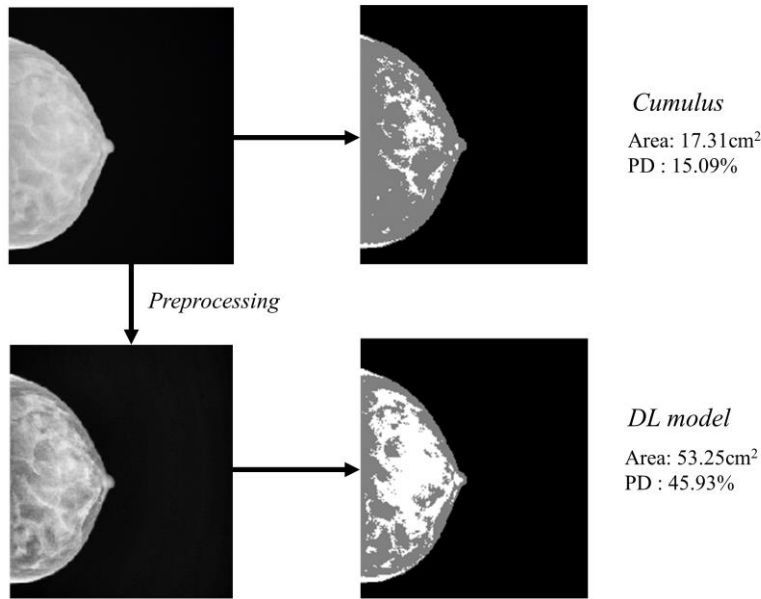 Cumulus
Area: 17.31cm²
PD : 15.09%
Preprocessing
DL model
Area: 53.25cm²
PD : 45.93%